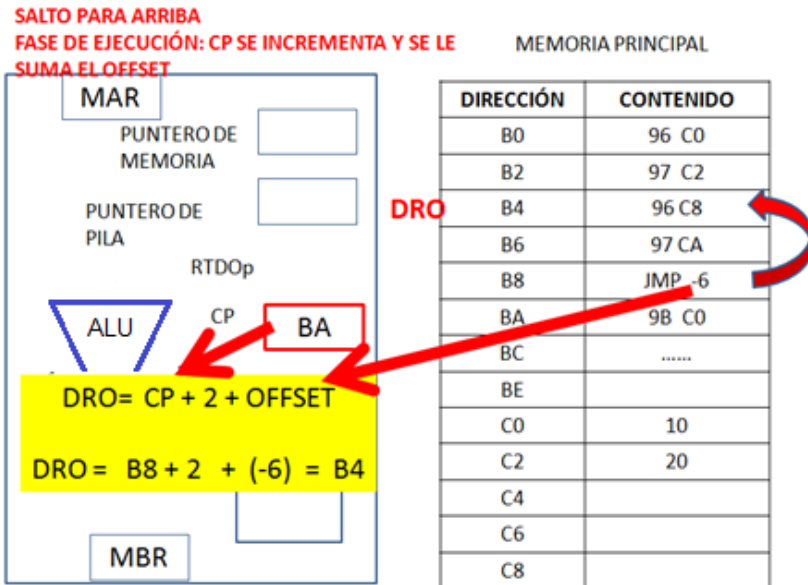 SALTO PARA ARRIBA
FASE DE EJECUCIÓN: CP SE INCREMENTA Y SE LE
SUMA EL OFFSET
MEMORIA PRINCIPAL
MAR
PUNTERO DE
MEMORIA
PUNTERO DE
PILA
RTDOp
ALU
CP
BA
DRO= CP + 2 + OFFSET
DRO = B8 + 2 + (-6) = B4
MBR
DRO
DIRECCIÓN CONTENIDO
B0 96 C0
B2 97 C2
B4 96 C8
B6 97 CA
B8 JMP -6
BA 9B C0
BC ......
BE
C0 10
C2 20
C4
C6
C8